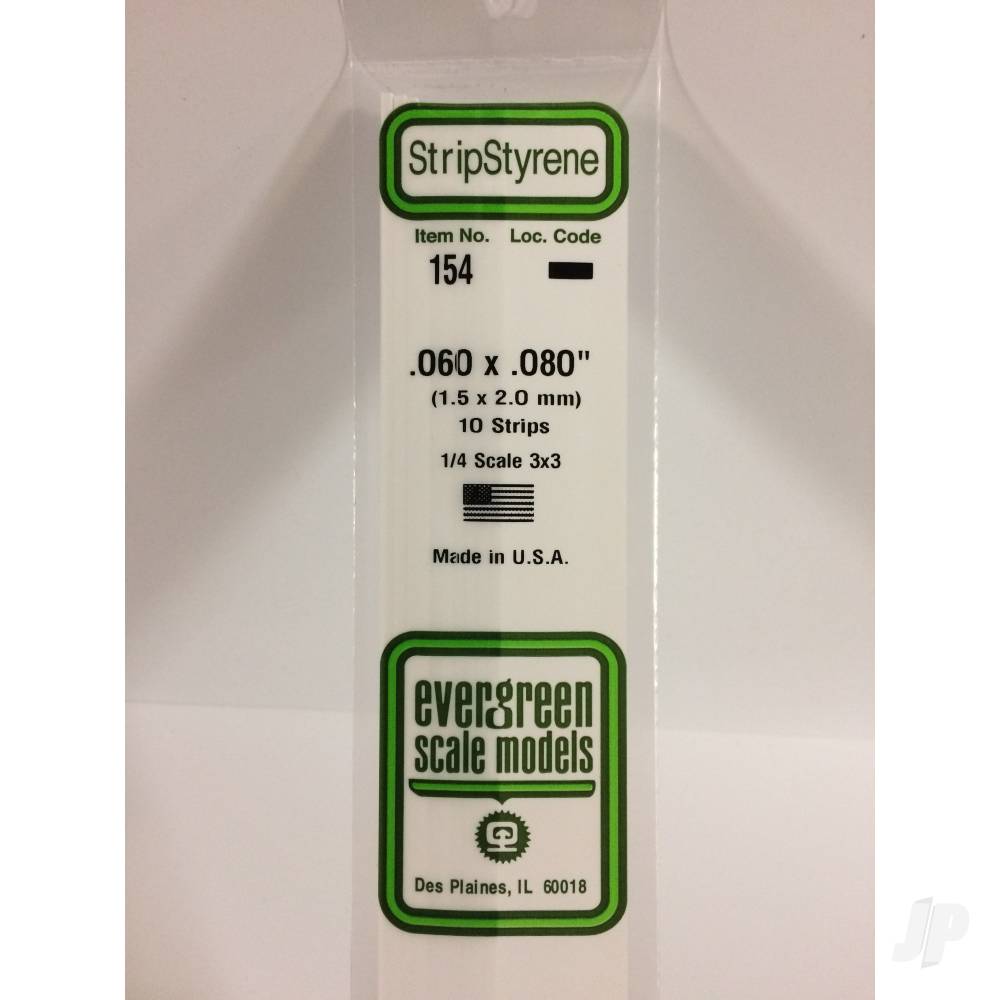 StripStyrene
Item No. Loc. Code
154
.060 x .080"
(1.5 x 2.0 mm)
10 Strips
1/4 Scale 3x3
Made in U.S.A.
evergreen
scale models
Des Plaines, IL 60018
JP